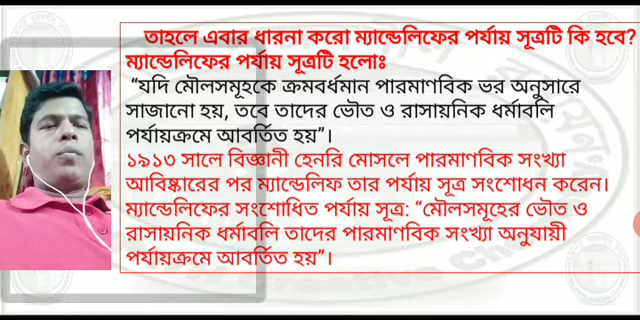 তাহলে এবার ধারনা করো ম্যান্ডেলিফের পর্যায় সূত্রটি কি হবে?
ম্যান্ডেলিফের পর্যায় সূত্রটি হলোঃ
“যদি মৌলসমূহকে ক্রমবর্ধমান পারমাণবিক ভর অনুসারে
সাজানো হয়, তবে তাদের ভৌত ও রাসায়নিক ধর্মাবলি
পর্যায়ক্রমে আবর্তিত হয়”।
১৯১৩ সালে বিজ্ঞানী হেনরি মোসলে পারমাণবিক সংখ্যা
আবিষ্কারের পর ম্যান্ডেলিফ তার পর্যায় সূত্র সংশোধন করেন।
ম্যান্ডেলিফের সংশোধিত পর্যায় সূত্র: “মৌলসমূহের ভৌত ও
রাসায়নিক ধর্মাবলি তাদের পারমাণবিক সংখ্যা অনুযায়ী
পর্যায়ক্রমে আবর্তিত হয়”।